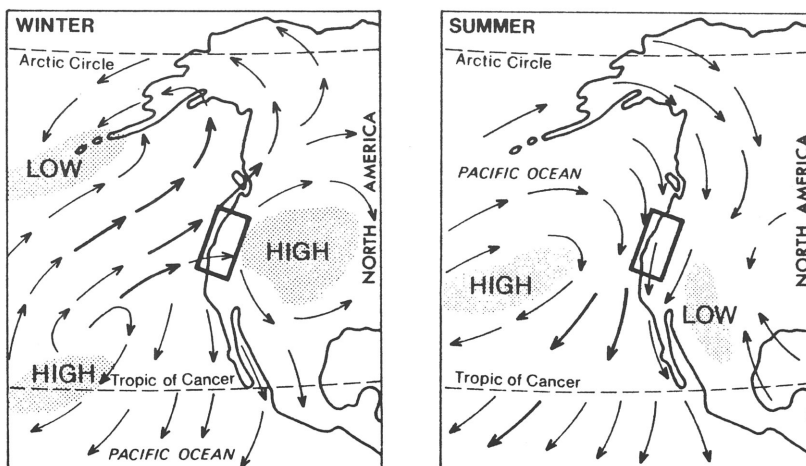 WINTER
Arctic Circle
LOW
HIGH
NORTH AMERICA
HIGH
Tropic of Cancer
PACIFIC OCEAN
SUMMER
Arctic Circle
PACIFIC OCEAN
NORTH AMERICA
HIGH
LOW
Tropic of Cancer